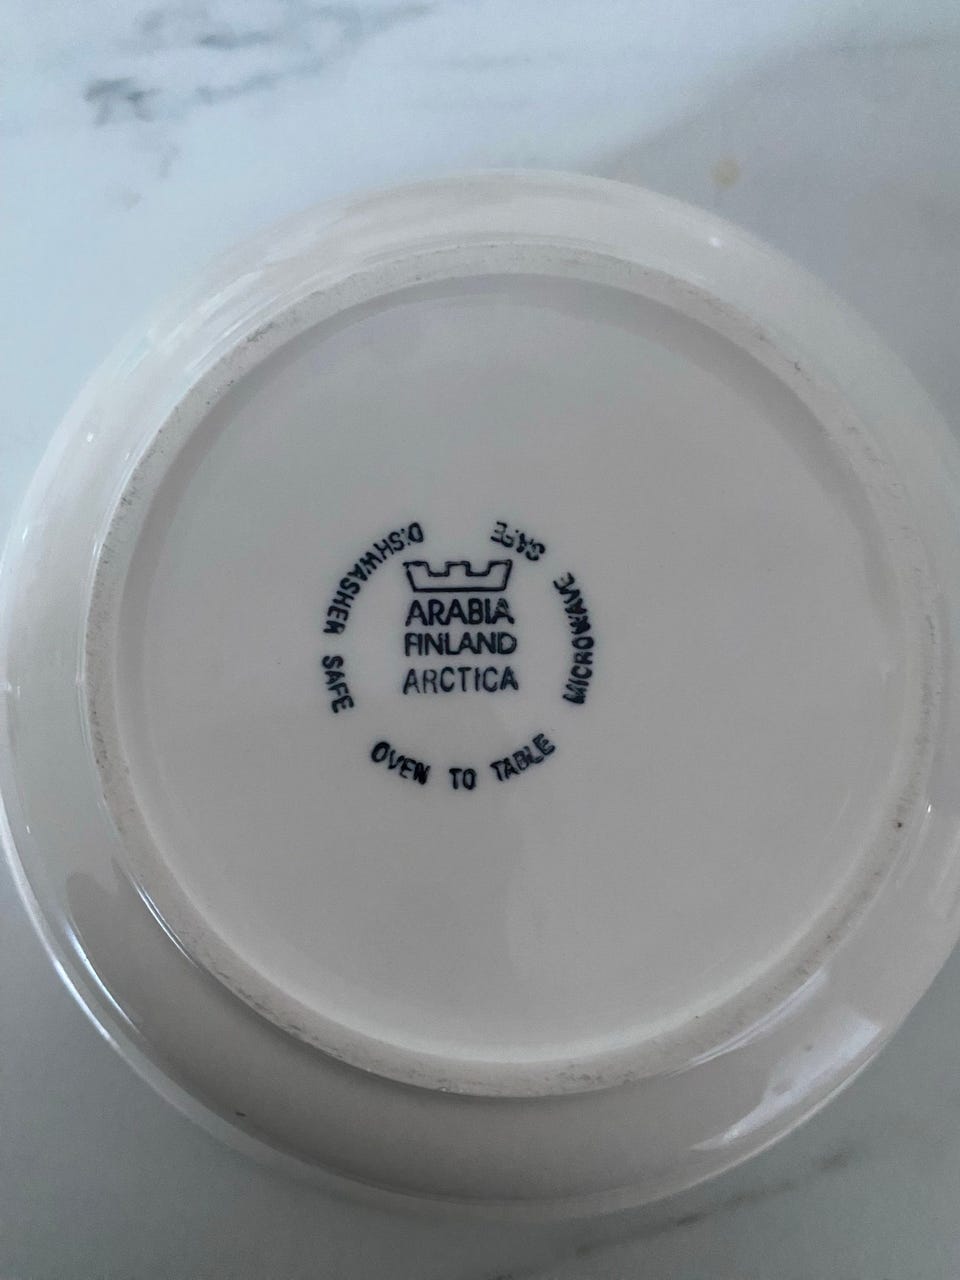 ARABIA
FINLAND
ARCTICA
DISHWASHER SAFE
OVEN TO TABLE
MICROWAVE SAFE